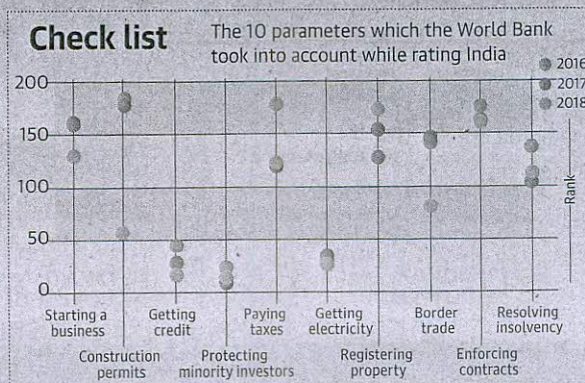 Check list
The 10 parameters which the World Bank
took into account while rating India
2016
2017
2018
200
150
100
50
0
Rank
Starting a
business
Construction
permits
Getting
credit
Protecting
minority investors
Paying
taxes
Getting
electricity
Registering
property
Border
trade
Enforcing
contracts
Resolving
insolvency